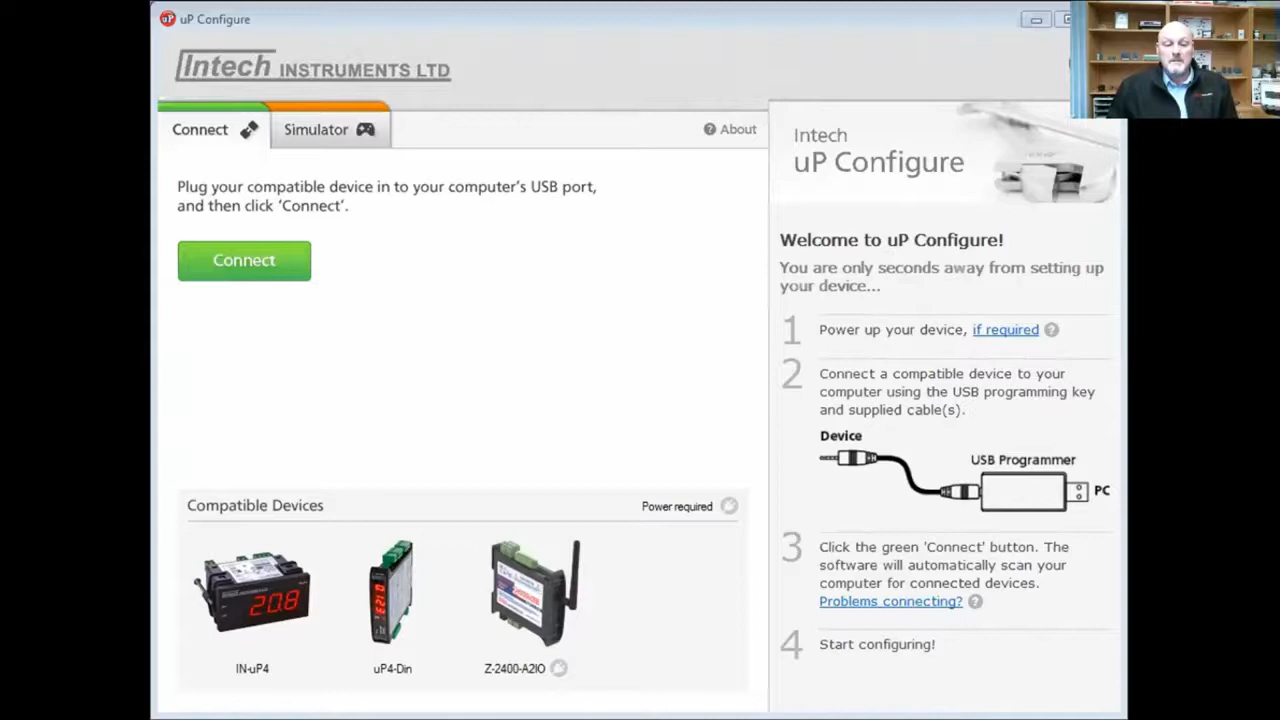 uP uP Configure
Intech INSTRUMENTS LTD
Connect
Simulator
? About
Plug your compatible device in to your computer's USB port,
and then click 'Connect'.
Connect
Compatible Devices
Power required
20.8
IN-uP4
uP4-Din
Z-2400-A2IO
Intech
uP Configure
Welcome to uP Configure!
You are only seconds away from setting up
your device...
1 Power up your device, if required ?
2 Connect a compatible device to your
computer using the USB programming key
and supplied cable(s).
Device
USB Programmer
PC
3 Click the green 'Connect' button. The
software will automatically scan your
computer for connected devices.
Problems connecting? ?
4 Start configuring!